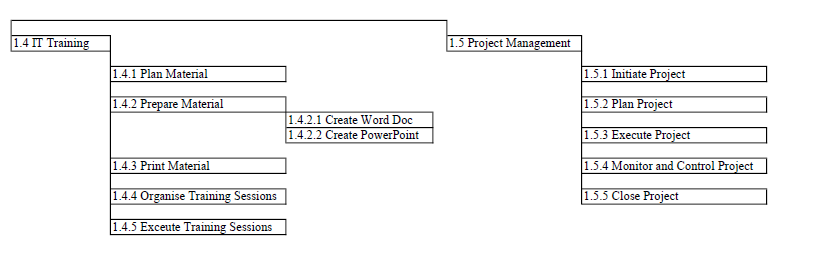 1.4 IT Training
1.4.1 Plan Material
1.4.2 Prepare Material
1.4.2.1 Create Word Doc
1.4.2.2 Create PowerPoint
1.4.3 Print Material
1.4.4 Organise Training Sessions
1.4.5 Exceute Training Sessions
1.5 Project Management
1.5.1 Initiate Project
1.5.2 Plan Project
1.5.3 Execute Project
1.5.4 Monitor and Control Project
1.5.5 Close Project